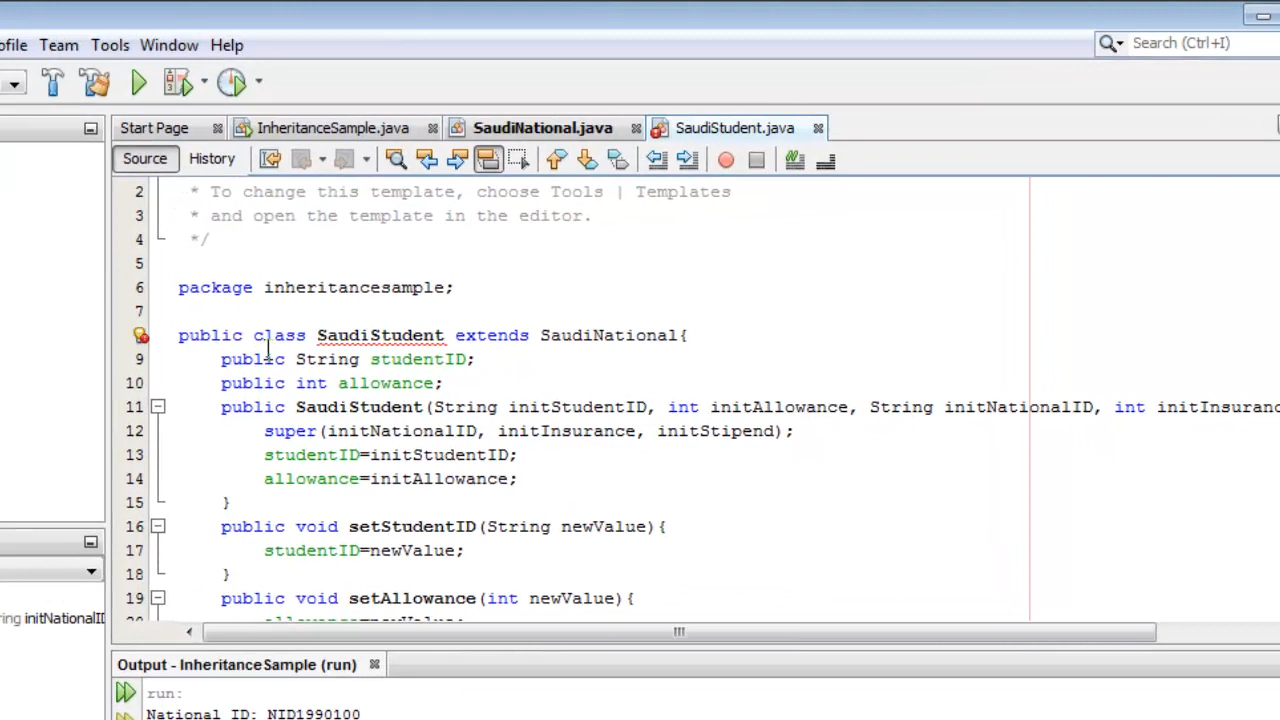 ofile Team Tools Window Help
Search (Ctrl+I)
Start Page InheritanceSample.java SaudiNational.java SaudiStudent.java
Source History
2 * To change this template, choose Tools | Templates
3 * and open the template in the editor.
4 */
5
6 package inheritancesample;
7
public class SaudiStudent extends SaudiNational{
9 public String studentID;
10 public int allowance;
11 public SaudiStudent(String initStudentID, int initAllowance, String initNationalID, int initInsuranc
12 super(initNationalID, initInsurance, initStipend);
13 studentID=initStudentID;
14 allowance=initAllowance;
15 }
16 public void setStudentID(String newValue){
17 studentID=newValue;
18 }
19 public void setAllowance(int newValue){
20 allowance=newValue;
ring initNationalID
Output - InheritanceSample (run)
run:
National ID: NID1990100